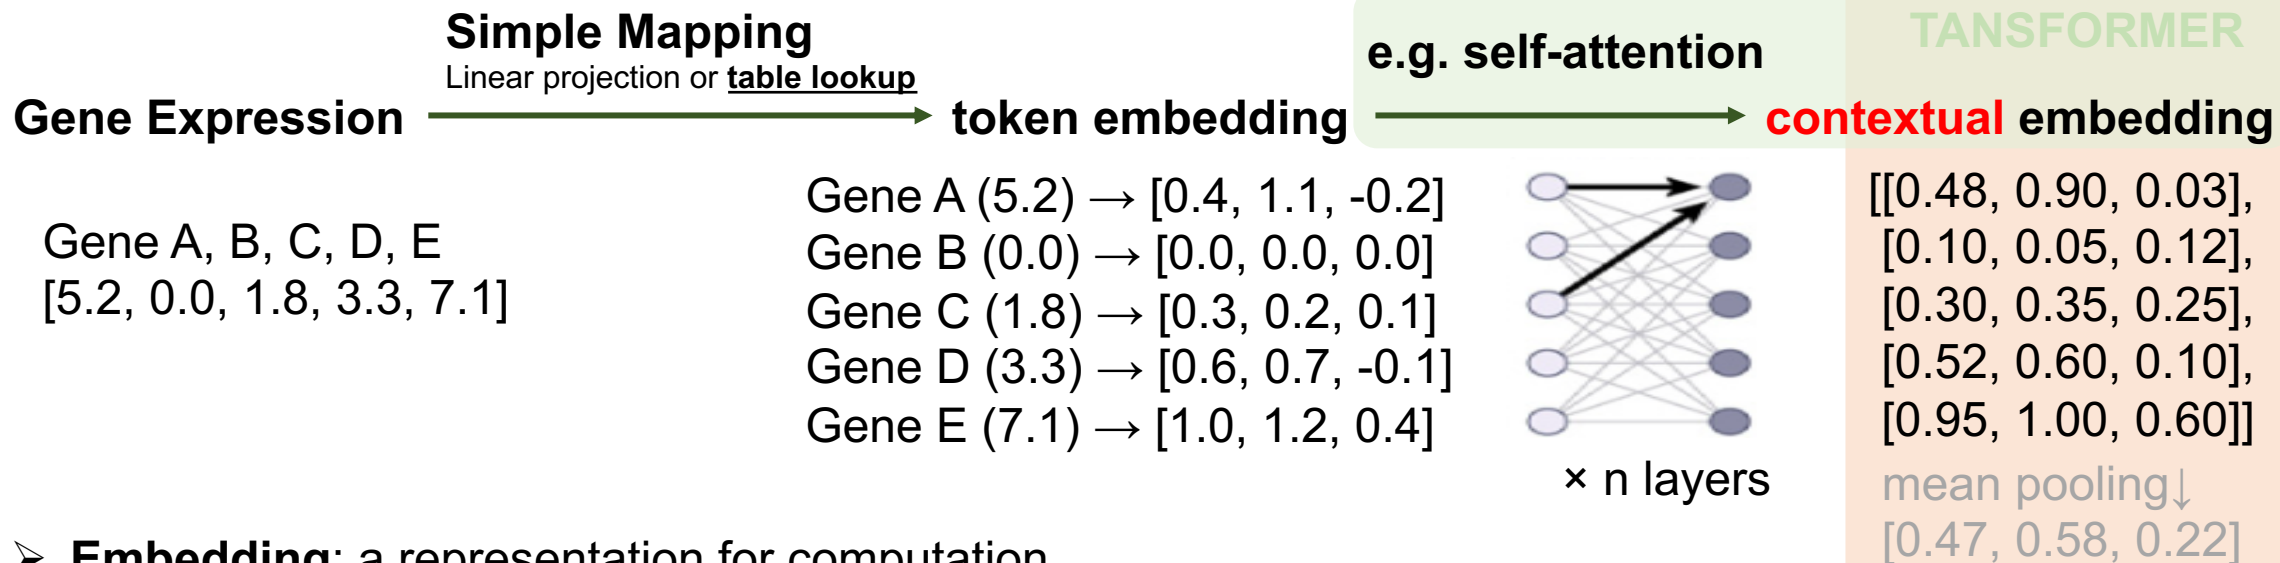 Simple Mapping
Linear projection or table lookup
Gene Expression
token embedding
e.g. self-attention
TANSFORMER
contextual embedding
Gene A, B, C, D, E
[5.2, 0.0, 1.8, 3.3, 7.1]
Gene A (5.2) → [0.4, 1.1, -0.2]
Gene B (0.0) → [0.0, 0.0, 0.0]
Gene C (1.8) → [0.3, 0.2, 0.1]
Gene D (3.3) → [0.6, 0.7, -0.1]
Gene E (7.1) → [1.0, 1.2, 0.4]
× n layers
[[0.48, 0.90, 0.03],
[0.10, 0.05, 0.12],
[0.30, 0.35, 0.25],
[0.52, 0.60, 0.10],
[0.95, 1.00, 0.60]]
mean pooling↓
[0.47, 0.58, 0.22]
➢ Embedding: a representation for computation